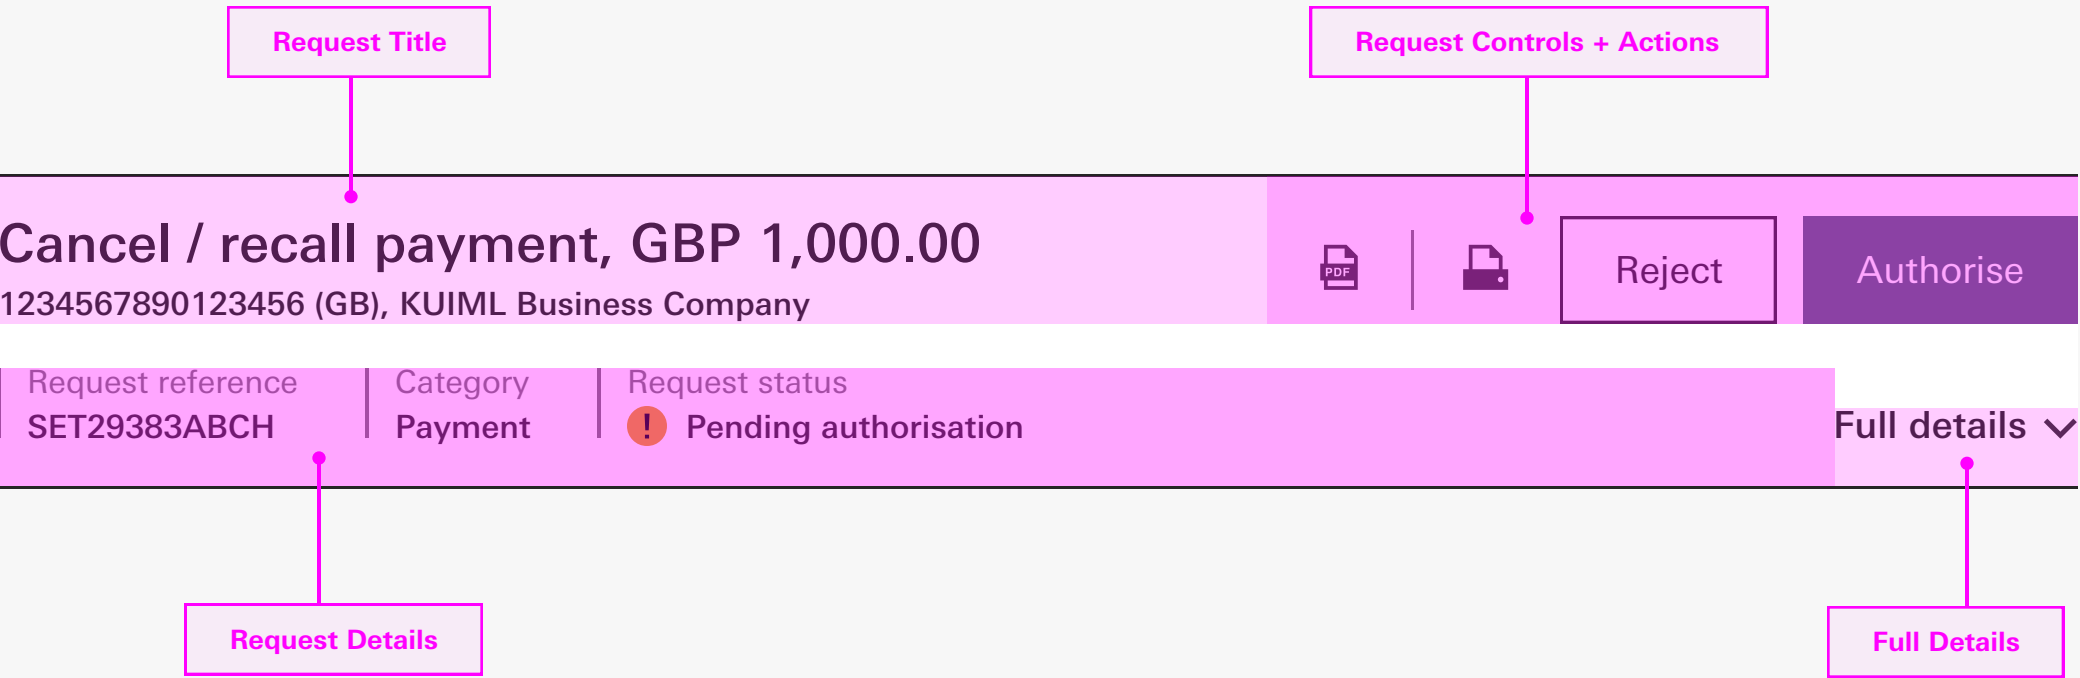 Request Title
Request Controls + Actions
Cancel / recall payment, GBP 1,000.00
1234567890123456 (GB), KUIML Business Company
PDF
Reject
Authorise
Request reference
SET29383ABCH
Category
Payment
Request status
! Pending authorisation
Full details
Request Details
Full Details